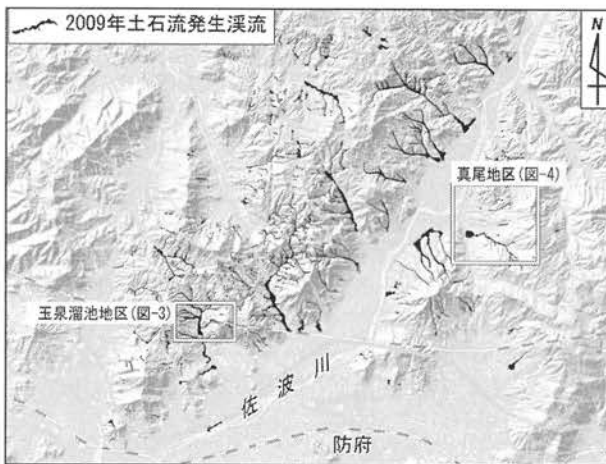 2009年土石流発生渓流
N
真尾地区(図-4)
玉泉溜池地区(図-3)
佐波川
防府